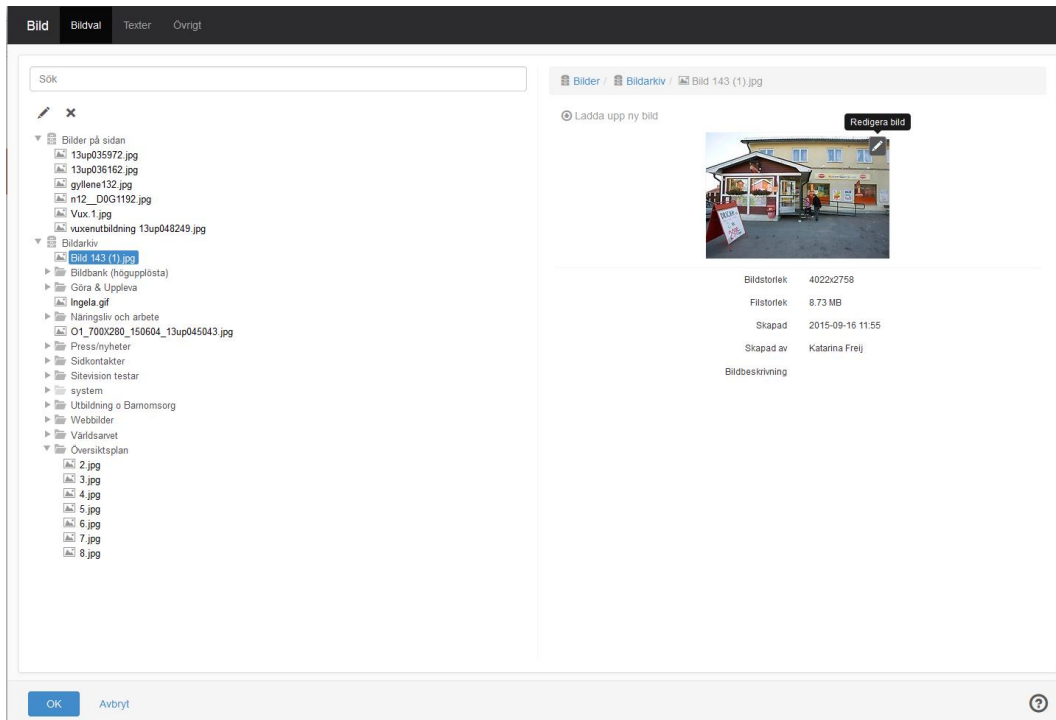 Bild Bildval Texter Övrigt
Sök
Bilder på sidan
13up035972.jpg
13up036162.jpg
gyllene132.jpg
n12__D0G1192.jpg
Vux.1.jpg
vuxenutbildning 13up048249.jpg
Bildarkiv
Bild 143 (1).jpg
Bildbank (högupplösta)
Göra & Uppleva
Ingela.gif
Näringsliv och arbete
O1_700X280_150604_13up045043.jpg
Press/nyheter
Sidkontakter
Sitevision testar
system
Utbildning o Barnomsorg
Webbilder
Världsarvet
Översiktsplan
2.jpg
3.jpg
4.jpg
5.jpg
6.jpg
7.jpg
8.jpg
Bilder / Bildarkiv / Bild 143 (1).jpg
Ladda upp ny bild
Redigera bild
Bildstorlek 4022x2758
Filstorlek 8.73 MB
Skapad 2015-09-16 11:55
Skapad av Katarina Freij
Bildbeskrivning
OK Avbryt